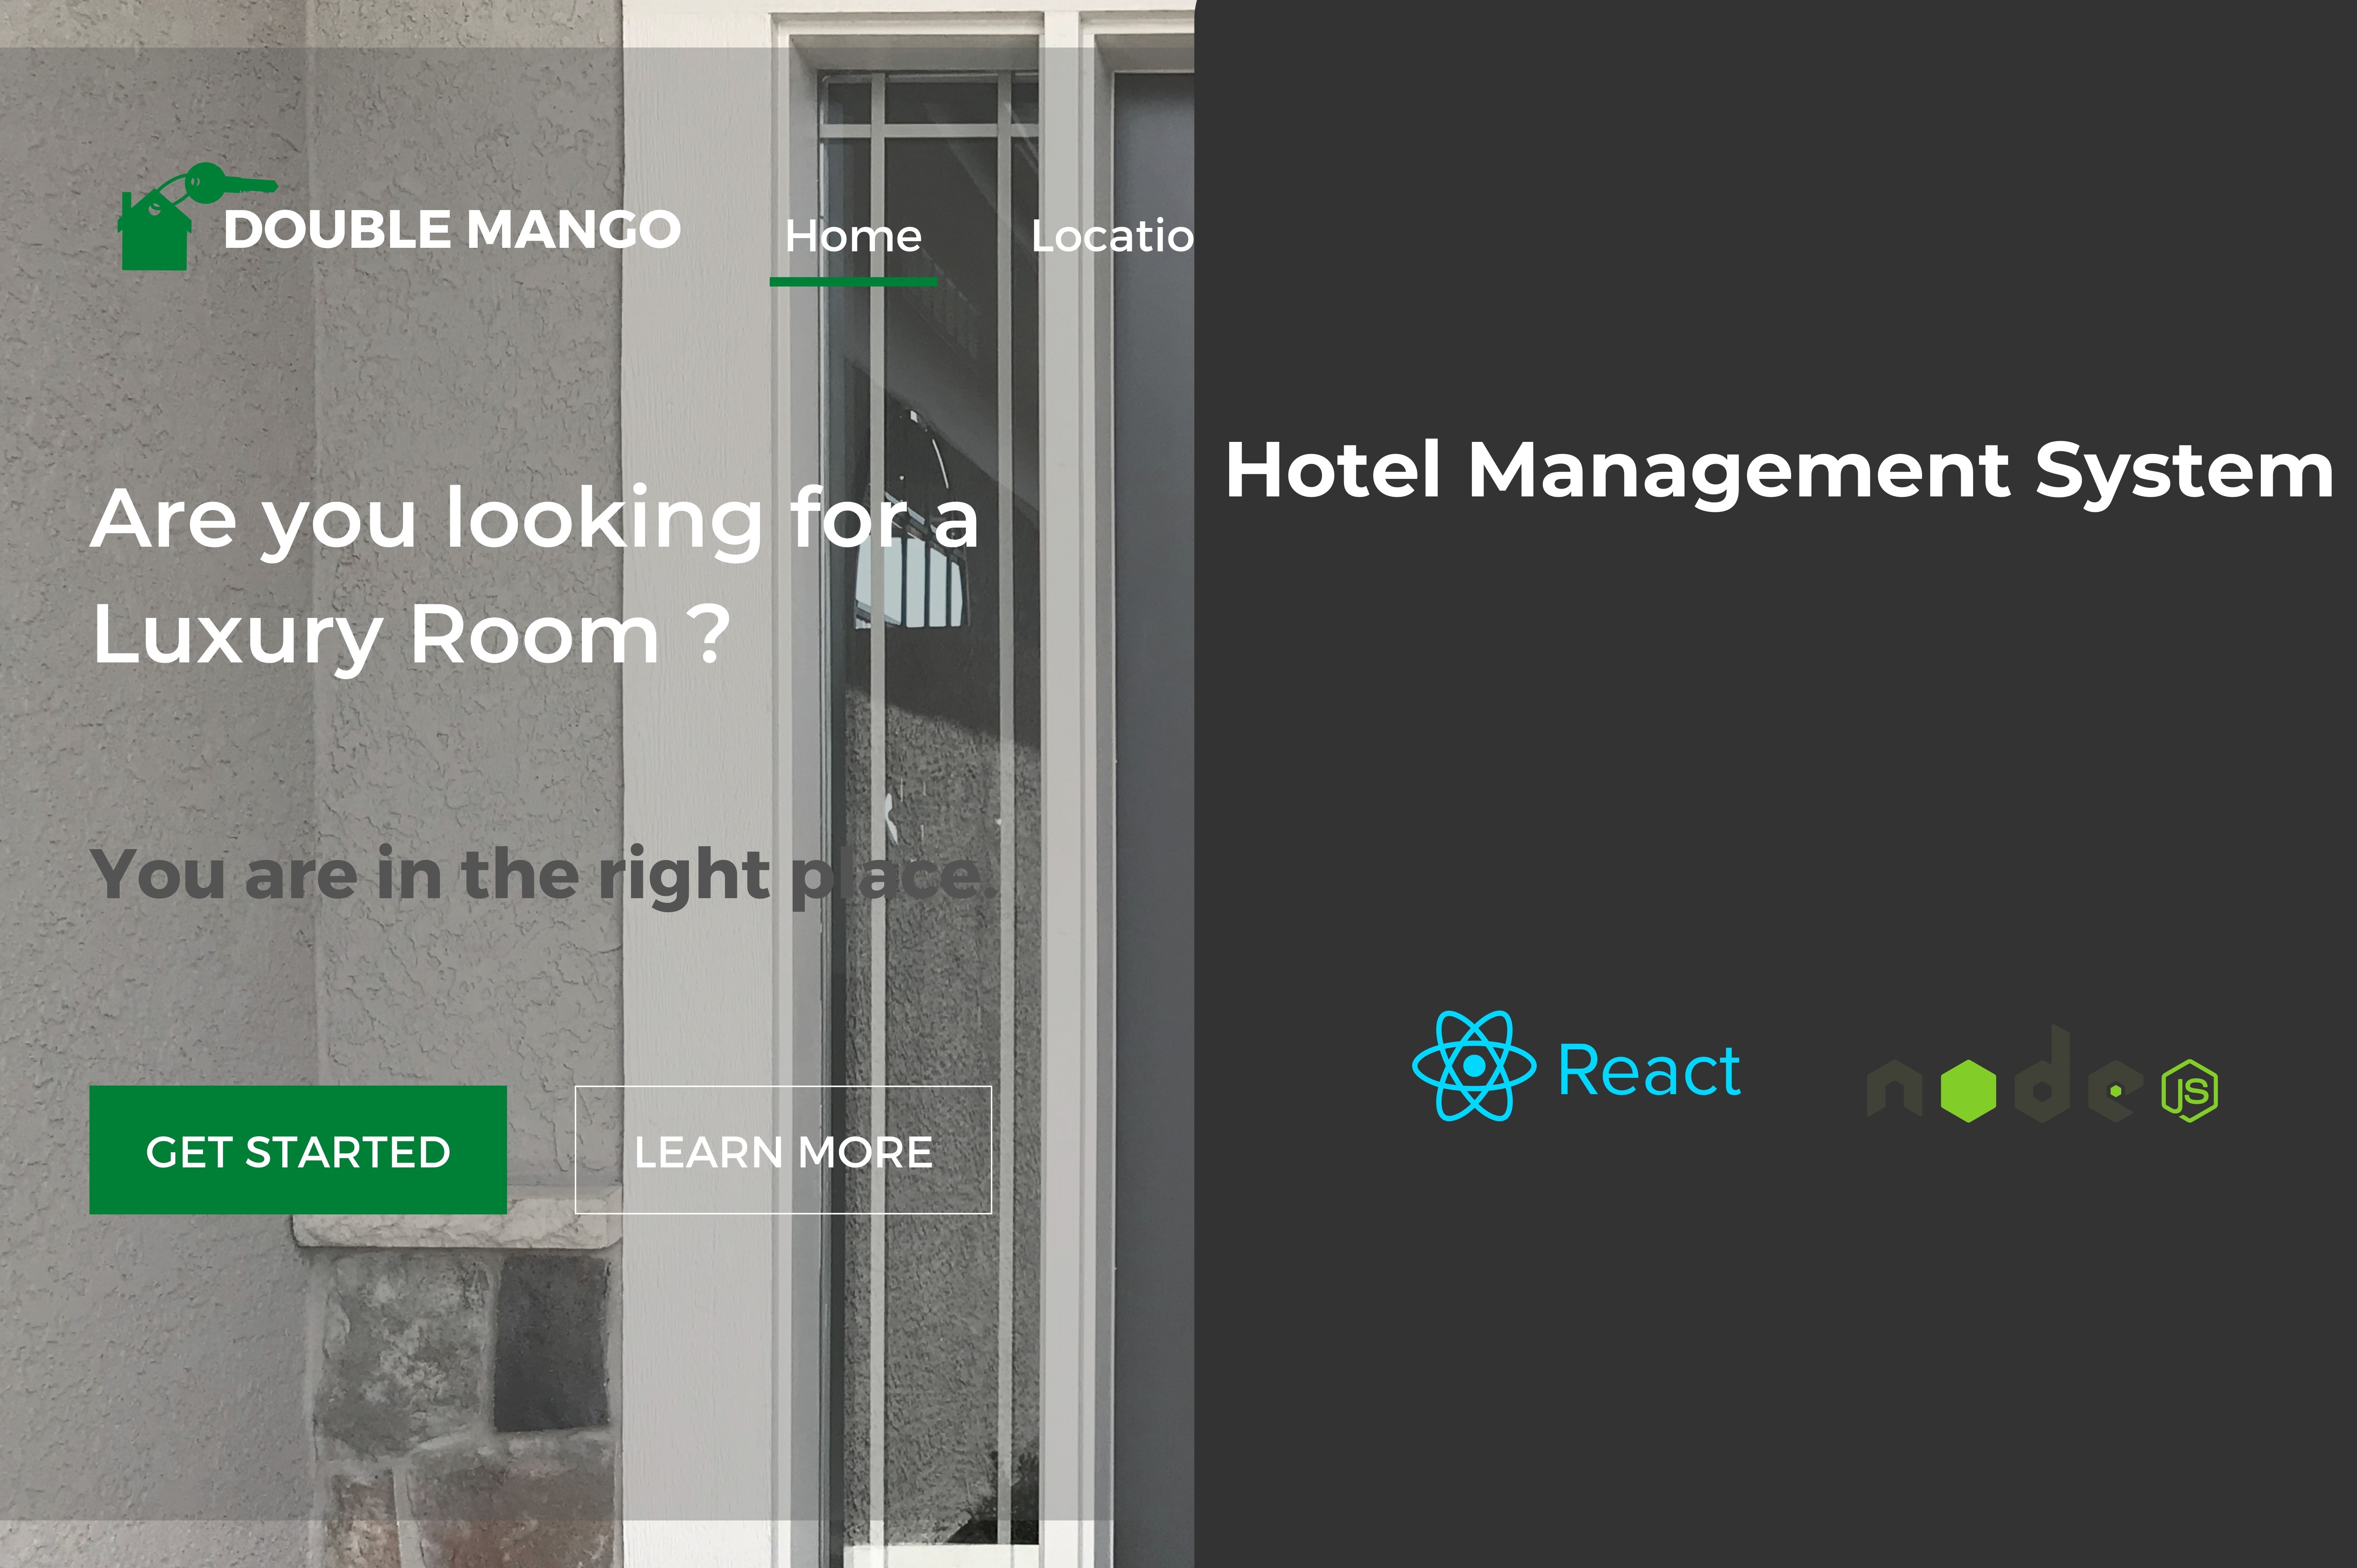 DOUBLE MANGO
Home
Locatio
Are you looking for a
Luxury Room ?
You are in the right place.
GET STARTED
LEARN MORE
Hotel Management System
React
node JS